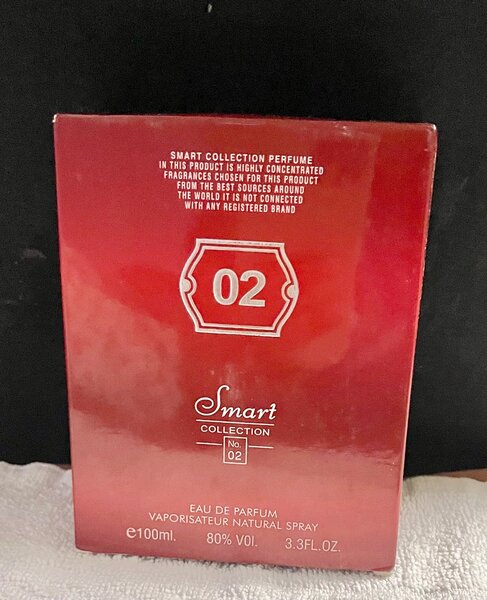 SMART COLLECTION PERFUME
IN THIS PRODUCT IS HIGHLY CONCENTRATED
FRAGRANCES CHOSEN FOR THIS PRODUCT
FROM THE BEST SOURCES AROUND
THE WORLD IT IS NOT CONNECTED
WITH ANY REGISTERED BRAND
02
Smart
COLLECTION
No.
02
EAU DE PARFUM
VAPORISATEUR NATURAL SPRAY
℮100ml. 80% VOl. 3.3FL.OZ.